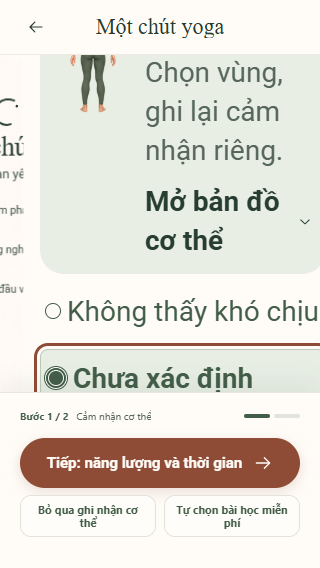 Một chút yoga
Chọn vùng,
ghi lại cảm
nhận riêng.
Mở bản đồ
cơ thể
Không thấy khó chịu
Chưa xác định
Bước 1 / 2 Cảm nhận cơ thể
Tiếp: năng lượng và thời gian
Bỏ qua ghi nhận cơ
thể
Tự chọn bài học miễn
phí